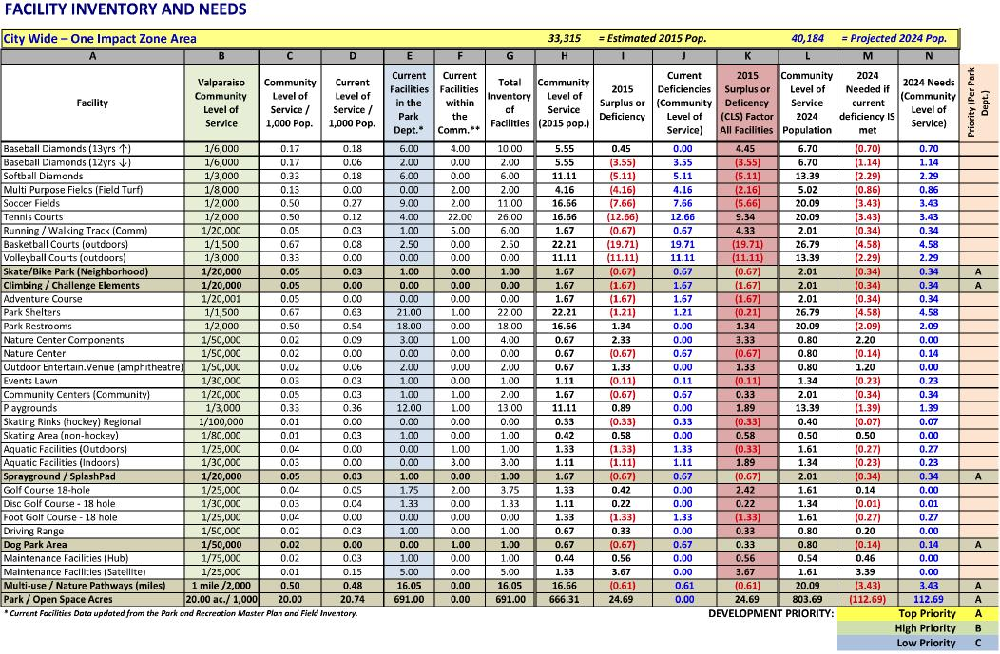 FACILITY INVENTORY AND NEEDS
City Wide – One Impact Zone Area 33,315 = Estimated 2015 Pop. 40,184 = Projected 2024 Pop.
A B C D E F G H I J K L M N
Facility | Valparaiso Community Level of Service | Community Level of Service / 1,000 Pop. | Current Level of Service / 1,000 Pop. | Current Facilities in the Park Dept.* | Current Facilities within the Comm.** | Total Inventory of Facilities | Community Level of Service (2015 pop.) | 2015 Surplus or Deficiency | Current Deficiencies (Community Level of Service) | 2015 Surplus or Deficency (CLS) Factor All Facilities | Community Level of Service 2024 Population | 2024 Needed if current deficiency IS met | 2024 Needs (Community Level of Service) | Priority (Per Park Dept.)
Baseball Diamonds (13yrs ↑) 1/6,000 0.17 0.18 6.00 4.00 10.00 5.55 0.45 0.00 4.45 6.70 (0.70) 0.70
Baseball Diamonds (12yrs ↓) 1/6,000 0.17 0.06 2.00 0.00 2.00 5.55 (3.55) 3.55 (3.55) 6.70 (1.14) 1.14
Softball Diamonds 1/3,000 0.33 0.18 6.00 0.00 6.00 11.11 (5.11) 5.11 (5.11) 13.39 (2.29) 2.29
Multi Purpose Fields (Field Turf) 1/8,000 0.13 0.00 0.00 2.00 2.00 4.16 (4.16) 4.16 (2.16) 5.02 (0.86) 0.86
Soccer Fields 1/2,000 0.50 0.27 9.00 2.00 11.00 16.66 (7.66) 7.66 (5.66) 20.09 (3.43) 3.43
Tennis Courts 1/2,000 0.50 0.12 4.00 22.00 26.00 16.66 (12.66) 12.66 9.34 20.09 (3.43) 3.43
Running / Walking Track (Comm) 1/20,000 0.05 0.03 1.00 5.00 6.00 1.67 (0.67) 0.67 4.33 2.01 (0.34) 0.34
Basketball Courts (outdoors) 1/1,500 0.67 0.08 2.50 0.00 2.50 22.21 (19.71) 19.71 (19.71) 26.79 (4.58) 4.58
Volleyball Courts (outdoors) 1/3,000 0.33 0.00 0.00 0.00 0.00 11.11 (11.11) 11.11 (11.11) 13.39 (2.29) 2.29
Skate/Bike Park (Neighborhood) 1/20,000 0.05 0.03 1.00 0.00 1.00 1.67 (0.67) 0.67 (0.67) 2.01 (0.34) 0.34 A
Climbing / Challenge Elements 1/20,000 0.05 0.00 0.00 0.00 0.00 1.67 (1.67) 1.67 (1.67) 2.01 (0.34) 0.34 A
Adventure Course 1/20,001 0.05 0.00 0.00 0.00 0.00 1.67 (1.67) 1.67 (1.67) 2.01 (0.34) 0.34
Park Shelters 1/1,500 0.67 0.63 21.00 1.00 22.00 22.21 (1.21) 1.21 (0.21) 26.79 (4.58) 4.58
Park Restrooms 1/2,000 0.50 0.54 18.00 0.00 18.00 16.66 1.34 0.00 1.34 20.09 (2.09) 2.09
Nature Center Components 1/50,000 0.02 0.09 3.00 1.00 4.00 0.67 2.33 0.00 3.33 0.80 2.20 0.00
Nature Center 1/50,000 0.02 0.00 0.00 0.00 0.00 0.67 (0.67) 0.67 (0.67) 0.80 (0.14) 0.14
Outdoor Entertain.Venue (amphitheatre) 1/50,000 0.02 0.06 2.00 0.00 2.00 0.67 1.33 0.00 1.33 0.80 1.20 0.00
Events Lawn 1/30,000 0.03 0.03 1.00 0.00 1.00 1.11 (0.11) 0.11 (0.11) 1.34 (0.23) 0.23
Community Centers (Community) 1/20,000 0.05 0.03 1.00 1.00 2.00 1.67 (0.67) 0.67 0.33 2.01 (0.34) 0.34
Playgrounds 1/3,000 0.33 0.36 12.00 1.00 13.00 11.11 0.89 0.00 1.89 13.39 (1.39) 1.39
Skating Rinks (hockey) Regional 1/100,000 0.01 0.00 0.00 0.00 0.00 0.33 (0.33) 0.33 (0.33) 0.40 (0.07) 0.07
Skating Area (non-hockey) 1/80,000 0.01 0.03 1.00 0.00 1.00 0.42 0.58 0.00 0.58 0.50 0.50 0.00
Aquatic Facilities (Outdoors) 1/25,000 0.04 0.00 0.00 1.00 1.00 1.33 (1.33) 1.33 (0.33) 1.61 (0.27) 0.27
Aquatic Facilities (Indoors) 1/30,000 0.03 0.00 0.00 3.00 3.00 1.11 (1.11) 1.11 1.89 1.34 (0.23) 0.23
Sprayground / SplashPad 1/20,000 0.05 0.03 1.00 0.00 1.00 1.67 (0.67) 0.67 (0.67) 2.01 (0.34) 0.34 A
Golf Course 18-hole 1/25,000 0.04 0.05 1.75 2.00 3.75 1.33 0.42 0.00 2.42 1.61 0.14 0.00
Disc Golf Course - 18 hole 1/30,000 0.03 0.04 1.33 0.00 1.33 1.11 0.22 0.00 0.22 1.34 (0.01) 0.01
Foot Golf Course - 18 hole 1/25,000 0.04 0.00 0.00 0.00 0.00 1.33 (1.33) 1.33 (1.33) 1.61 (0.27) 0.27
Driving Range 1/50,000 0.02 0.03 1.00 0.00 1.00 0.67 0.33 0.00 0.33 0.80 0.20 0.00
Dog Park Area 1/50,000 0.02 0.00 0.00 1.00 1.00 0.67 (0.67) 0.67 0.33 0.80 (0.14) 0.14 A
Maintenance Facilities (Hub) 1/75,000 0.02 0.03 1.00 0.00 1.00 0.44 0.56 0.00 0.56 0.54 0.46 0.00
Maintenance Facilities (Satellite) 1/25,000 0.01 0.15 5.00 0.00 5.00 1.33 3.67 0.00 3.67 1.61 3.39 0.00
Multi-use / Nature Pathways (miles) 1 mile /2,000 0.50 0.48 16.05 0.00 16.05 16.66 (0.61) 0.61 (0.61) 20.09 (3.43) 3.43 A
Park / Open Space Acres 20.00 ac./ 1,000 20.00 20.74 691.00 0.00 691.00 666.31 24.69 0.00 24.69 803.69 (112.69) 112.69 A
* Current Facilities Data updated from the Park and Recreation Master Plan and Field Inventory. DEVELOPMENT PRIORITY: Top Priority A
High Priority B
Low Priority C